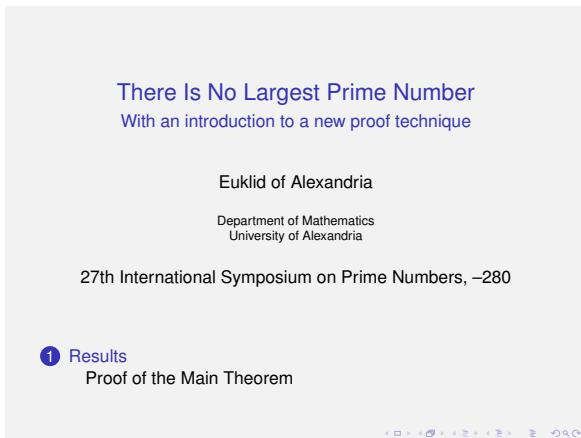 There Is No Largest Prime Number
With an introduction to a new proof technique
Euklid of Alexandria
Department of Mathematics
University of Alexandria
27th International Symposium on Prime Numbers, –280
1 Results
Proof of the Main Theorem